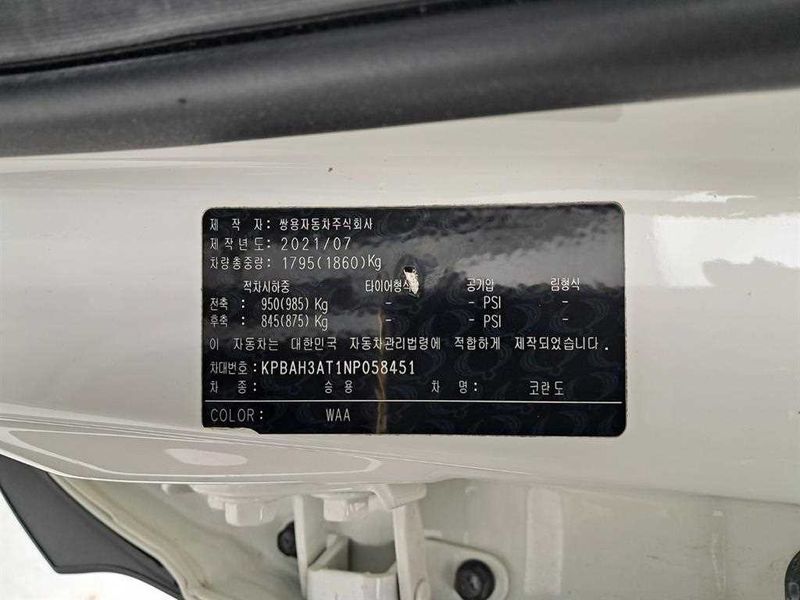 제 작 자: 쌍용자동차주식회사
제작년도: 2021/07
차량총중량: 1795(1860)Kg
적차시하중 타이어형식 공기압 림형식
전축 : 950(985) Kg - - PSI -
후축 : 845(875) Kg - - PSI -
이 자동차는 대한민국 자동차관리법령에 적합하게 제작되었습니다.
차대번호: KPBAH3AT1NP058451
차 종: 승 용 차 명: 코란도
COLOR: WAA